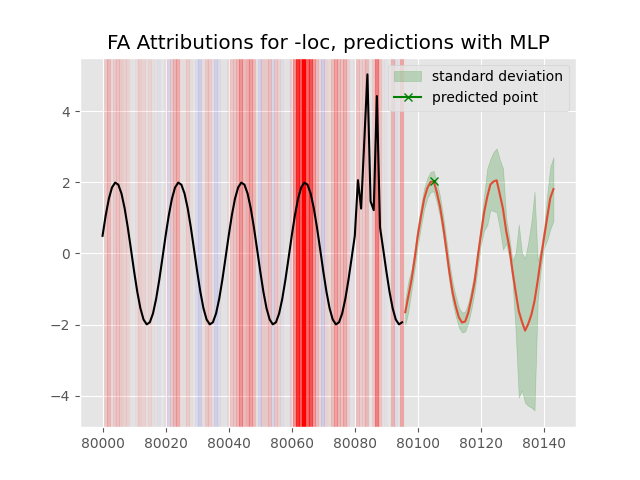 FA Attributions for -loc, predictions with MLP
standard deviation
predicted point
4
2
0
−2
−4
80000 80020 80040 80060 80080 80100 80120 80140